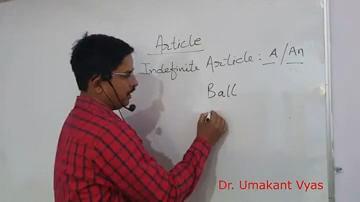 Article
Indefinite Article : A / An
Ball
Dr. Umakant Vyas